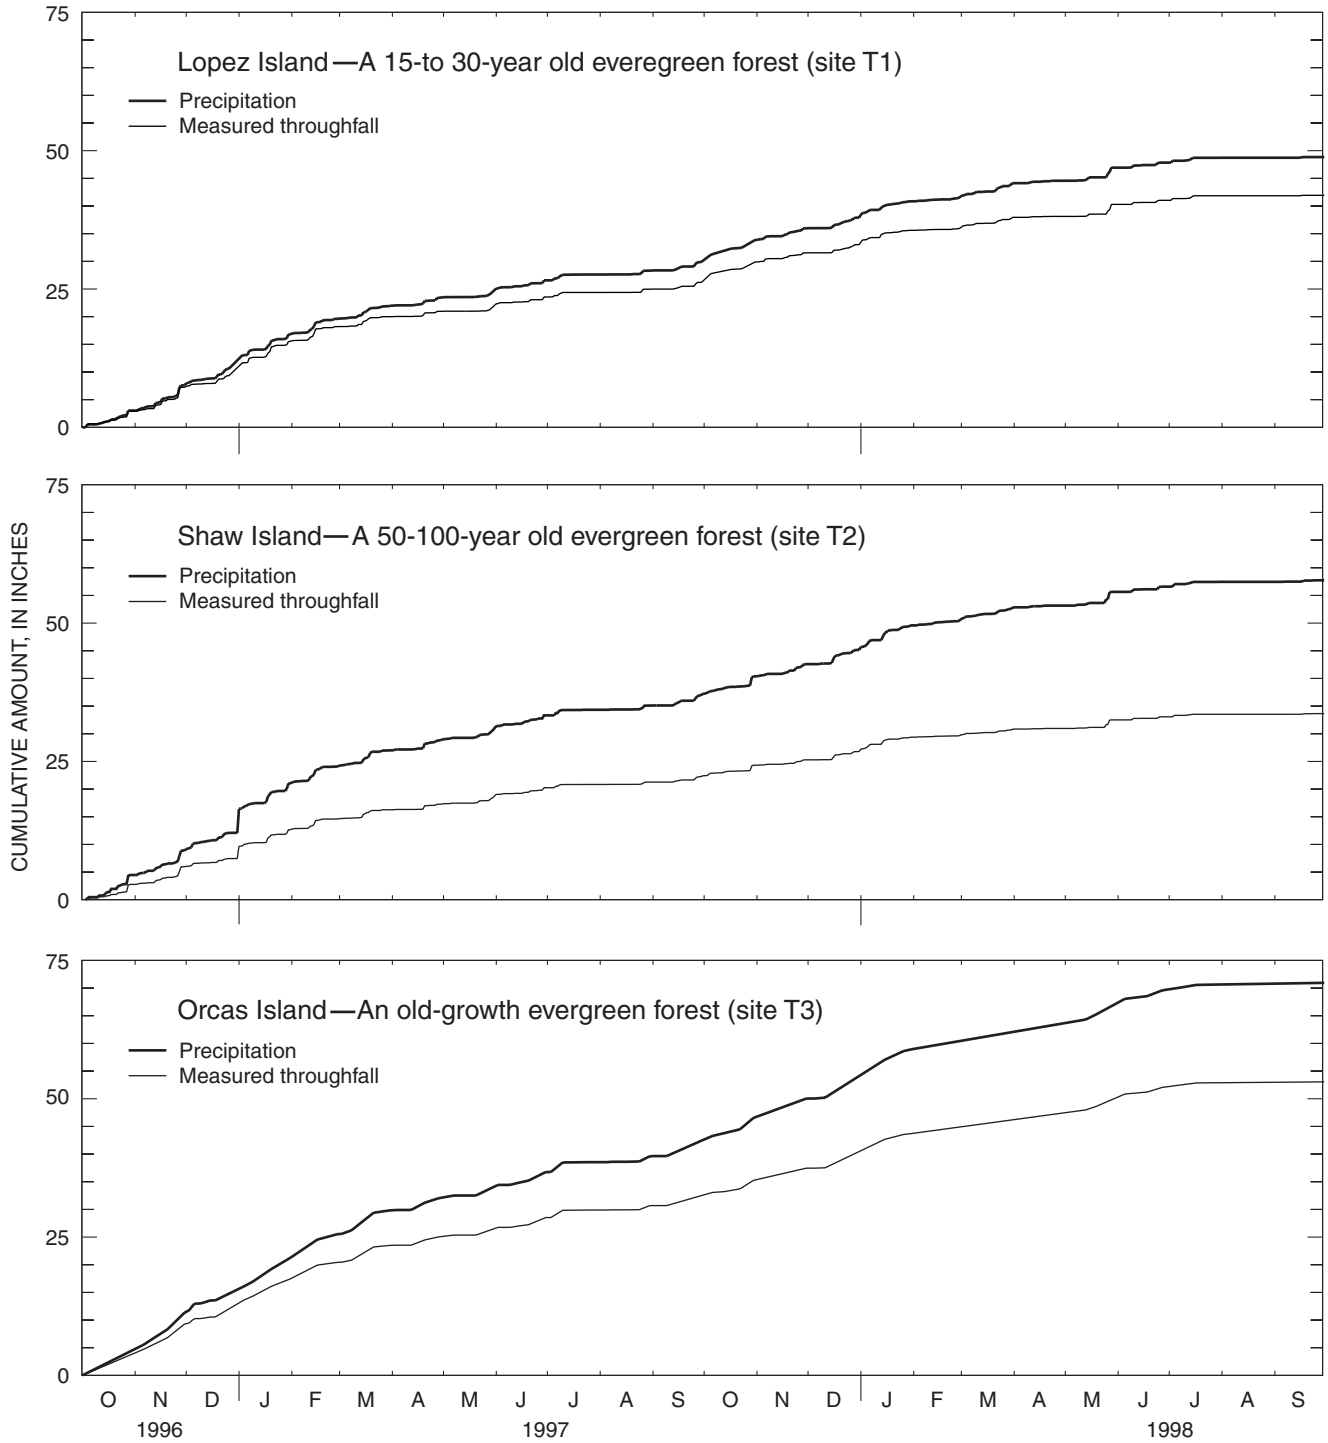 75
Lopez Island—A 15-to 30-year old everegreen forest (site T1)
Precipitation
Measured throughfall
50
25
0
75
Shaw Island—A 50-100-year old evergreen forest (site T2)
Precipitation
Measured throughfall
50
25
0
CUMULATIVE AMOUNT, IN INCHES
75
Orcas Island—An old-growth evergreen forest (site T3)
Precipitation
Measured throughfall
50
25
0
O N D J F M A M J J A S O N D J F M A M J J A S
1996 1997 1998